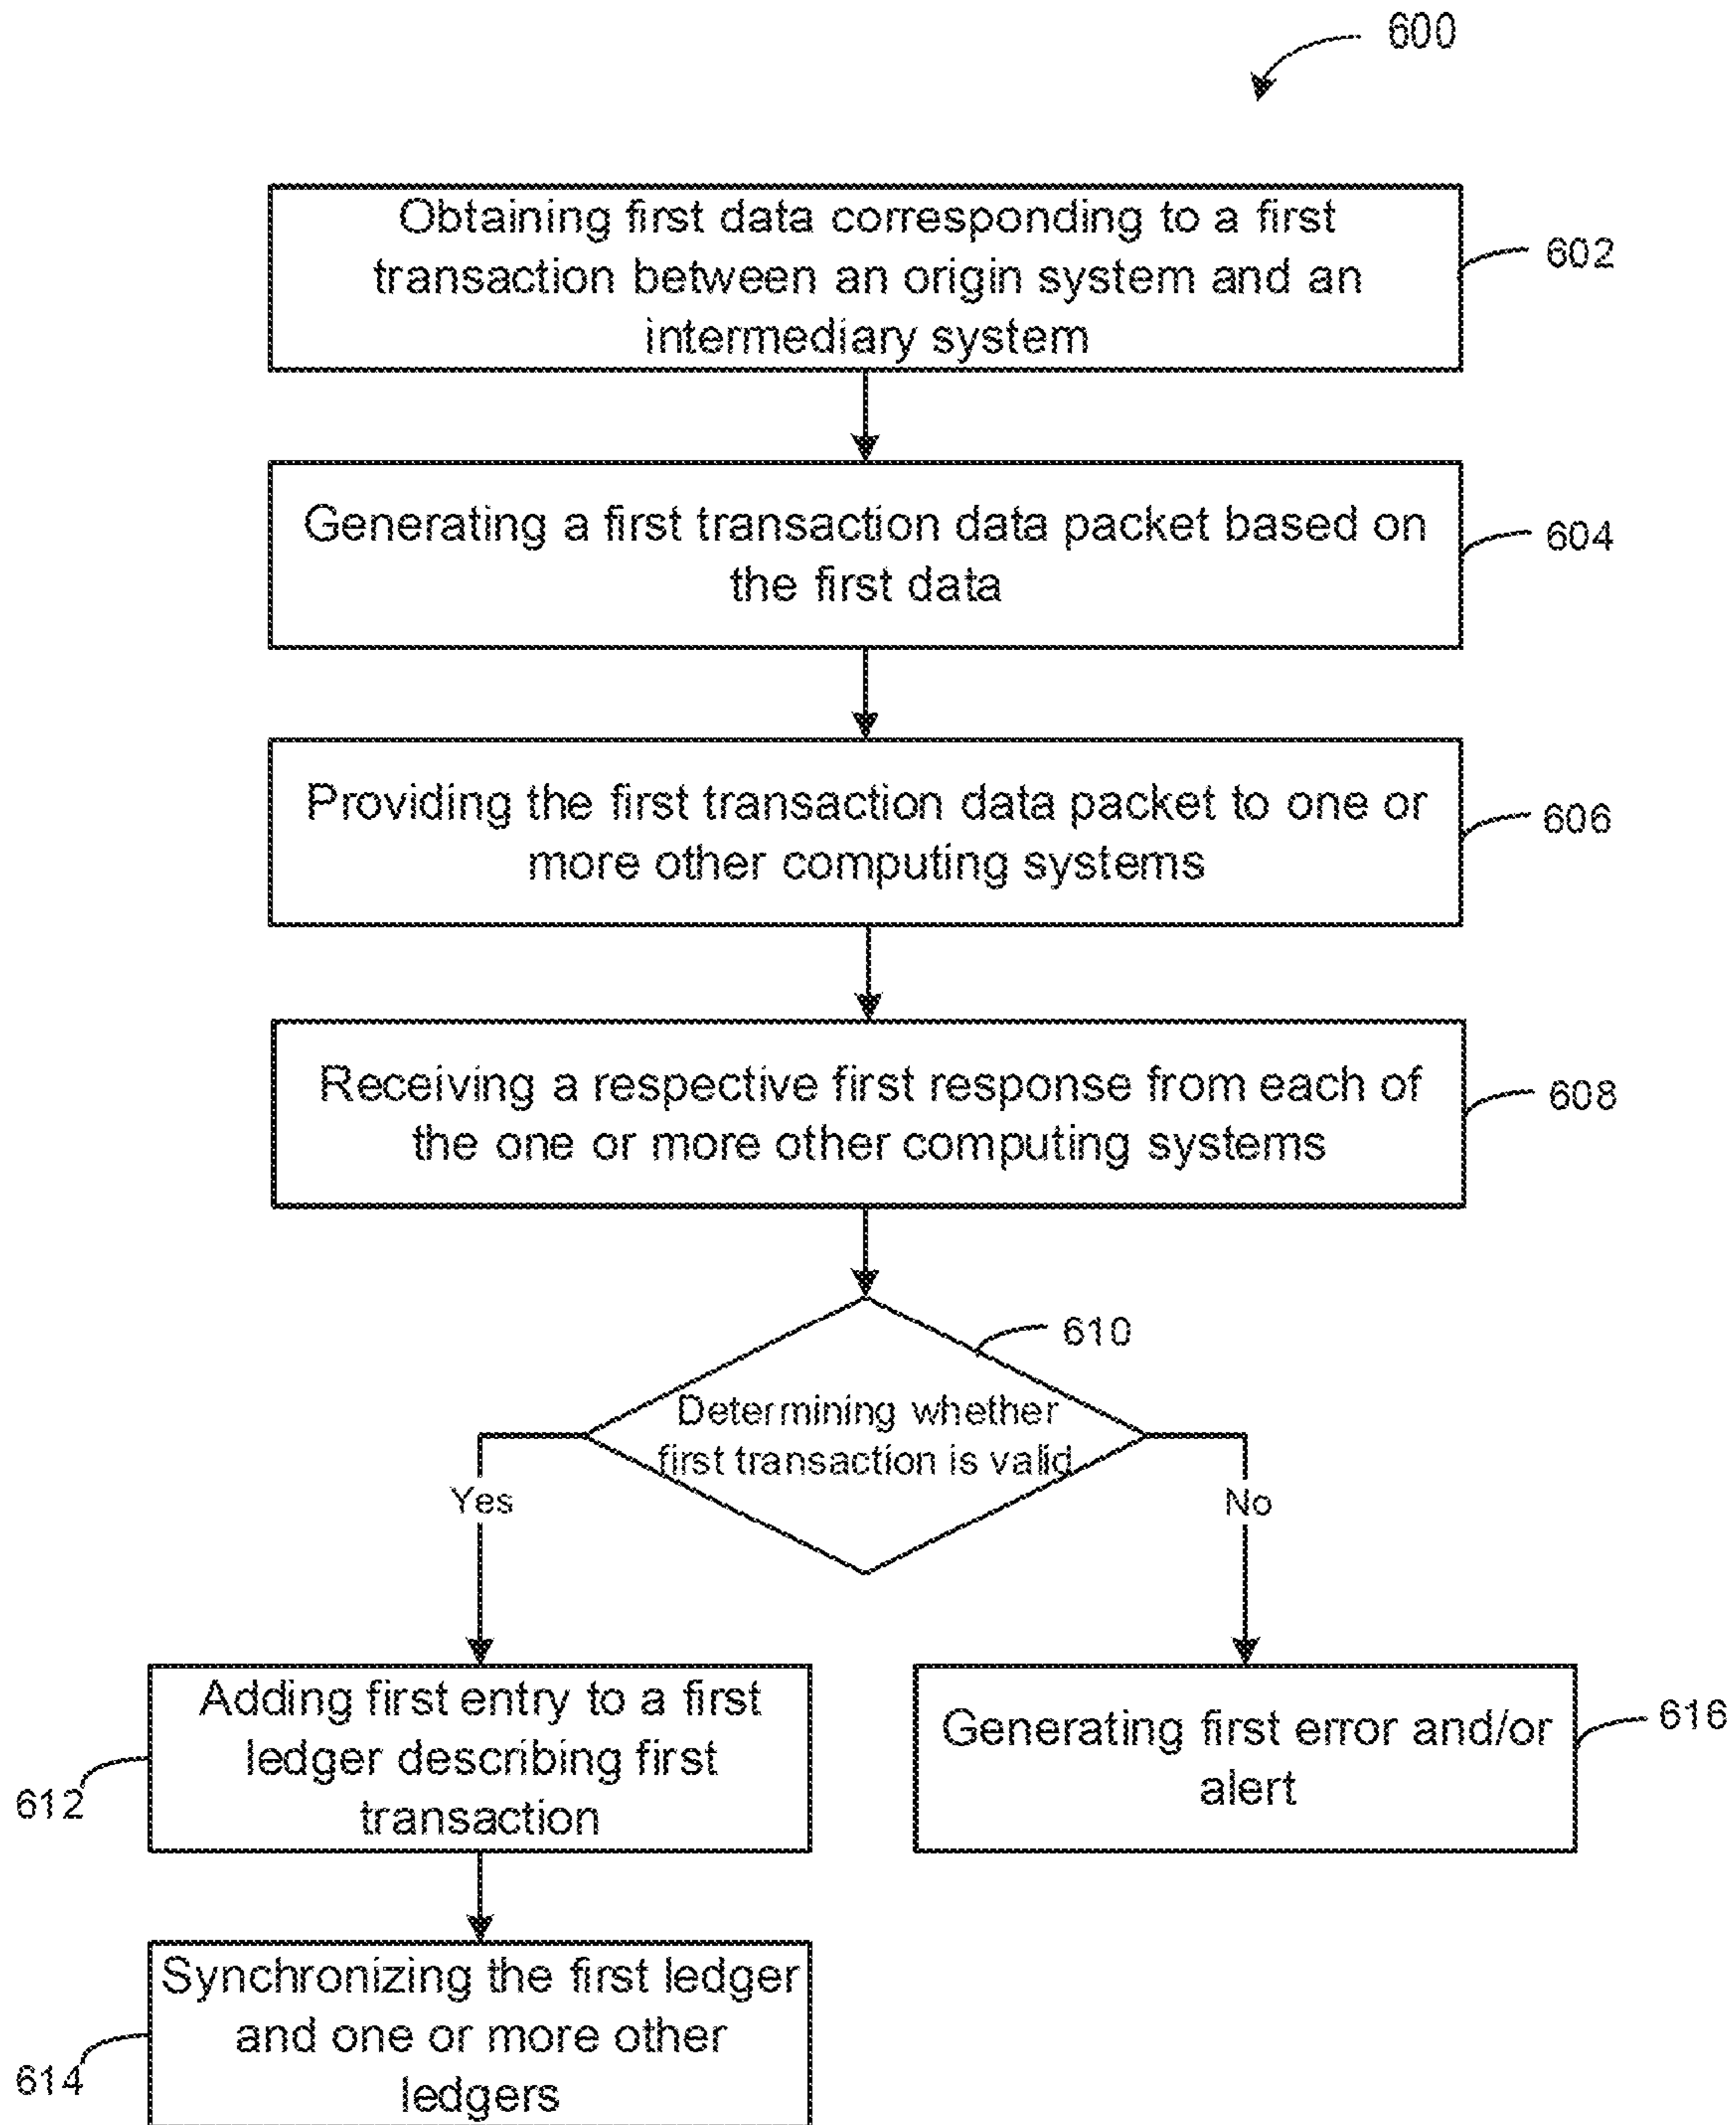 600
Obtaining first data corresponding to a first
transaction between an origin system and an
intermediary system
602
Generating a first transaction data packet based on
the first data
604
Providing the first transaction data packet to one or
more other computing systems
606
Receiving a respective first response from each of
the one or more other computing systems
608
610
Determining whether
first transaction is valid
Yes
No
Adding first entry to a first
ledger describing first
transaction
612
Generating first error and/or
alert
616
Synchronizing the first ledger
and one or more other
ledgers
614